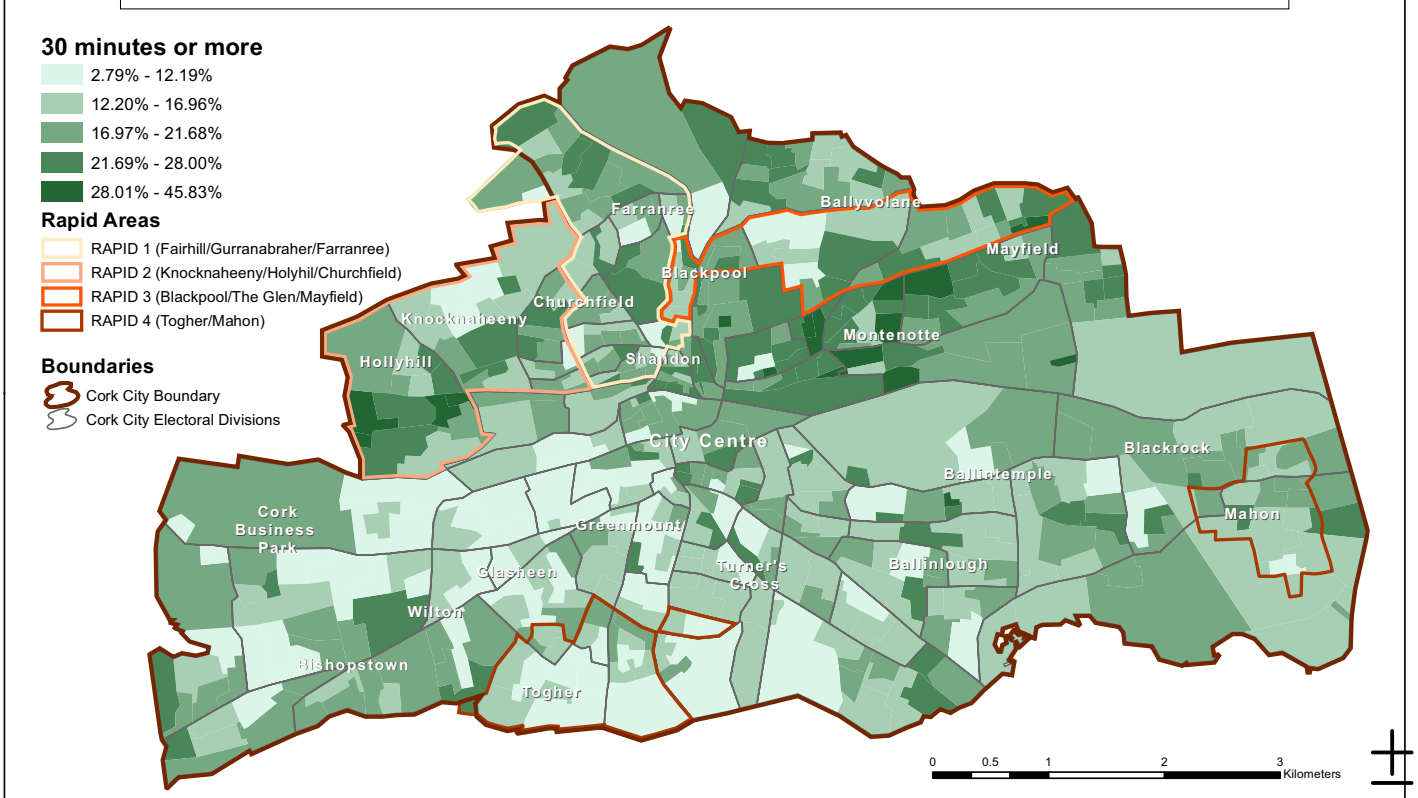 30 minutes or more
2.79% - 12.19%
12.20% - 16.96%
16.97% - 21.68%
21.69% - 28.00%
28.01% - 45.83%
Rapid Areas
RAPID 1 (Fairhill/Gurranabraher/Farranree)
RAPID 2 (Knocknaheeny/Holyhil/Churchfield)
RAPID 3 (Blackpool/The Glen/Mayfield)
RAPID 4 (Togher/Mahon)
Boundaries
Cork City Boundary
Cork City Electoral Divisions
Farranree
Ballyvolane
Mayfield
Blackpool
Churchfield
Knocknaheeny
Montenotte
Hollyhill
Shandon
City Centre
Blackrock
Ballintemple
Cork
Business
Park
Mahon
Greenmount
Turner's
Cross
Ballinlough
Glasheen
Wilton
Bishopstown
Togher
0 0.5 1 2 3
Kilometers